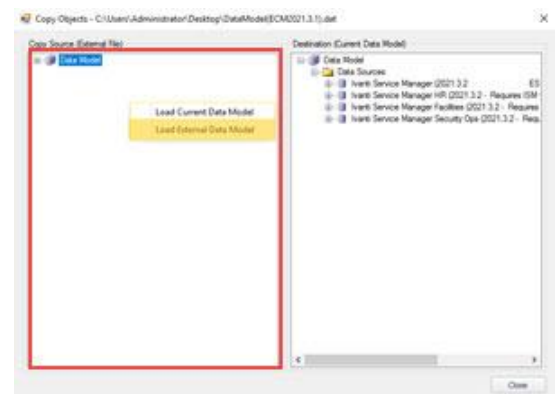 Copy Objects - C:\Users\Administrator\Desktop\DataModel(ECM2021.3.1).dat
Copy Source (External File)
Data Model
Load Current Data Model
Load External Data Model
Destination (Current Data Model)
Data Model
Data Sources
Ivanti Service Manager (2021.3.2 ES
Ivanti Service Manager HR (2021.3.2 - Requires ISM
Ivanti Service Manager Facilities (2021.3.2 - Requires
Ivanti Service Manager Security Ops (2021.3.2 - Requ
Close